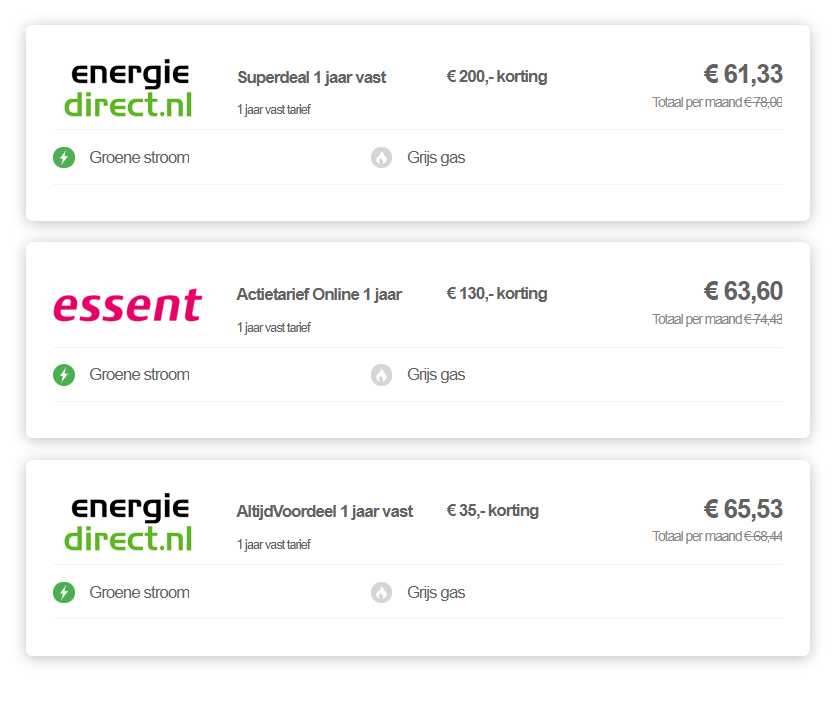 energie
direct.nl
Superdeal 1 jaar vast
€ 200,- korting
€ 61,33
1 jaar vast tarief
Totaal per maand € 78,00
Groene stroom
Grijs gas
essent
Actietarief Online 1 jaar
€ 130,- korting
€ 63,60
1 jaar vast tarief
Totaal per maand € 74,43
Groene stroom
Grijs gas
energie
direct.nl
AltijdVoordeel 1 jaar vast
€ 35,- korting
€ 65,53
1 jaar vast tarief
Totaal per maand € 68,44
Groene stroom
Grijs gas